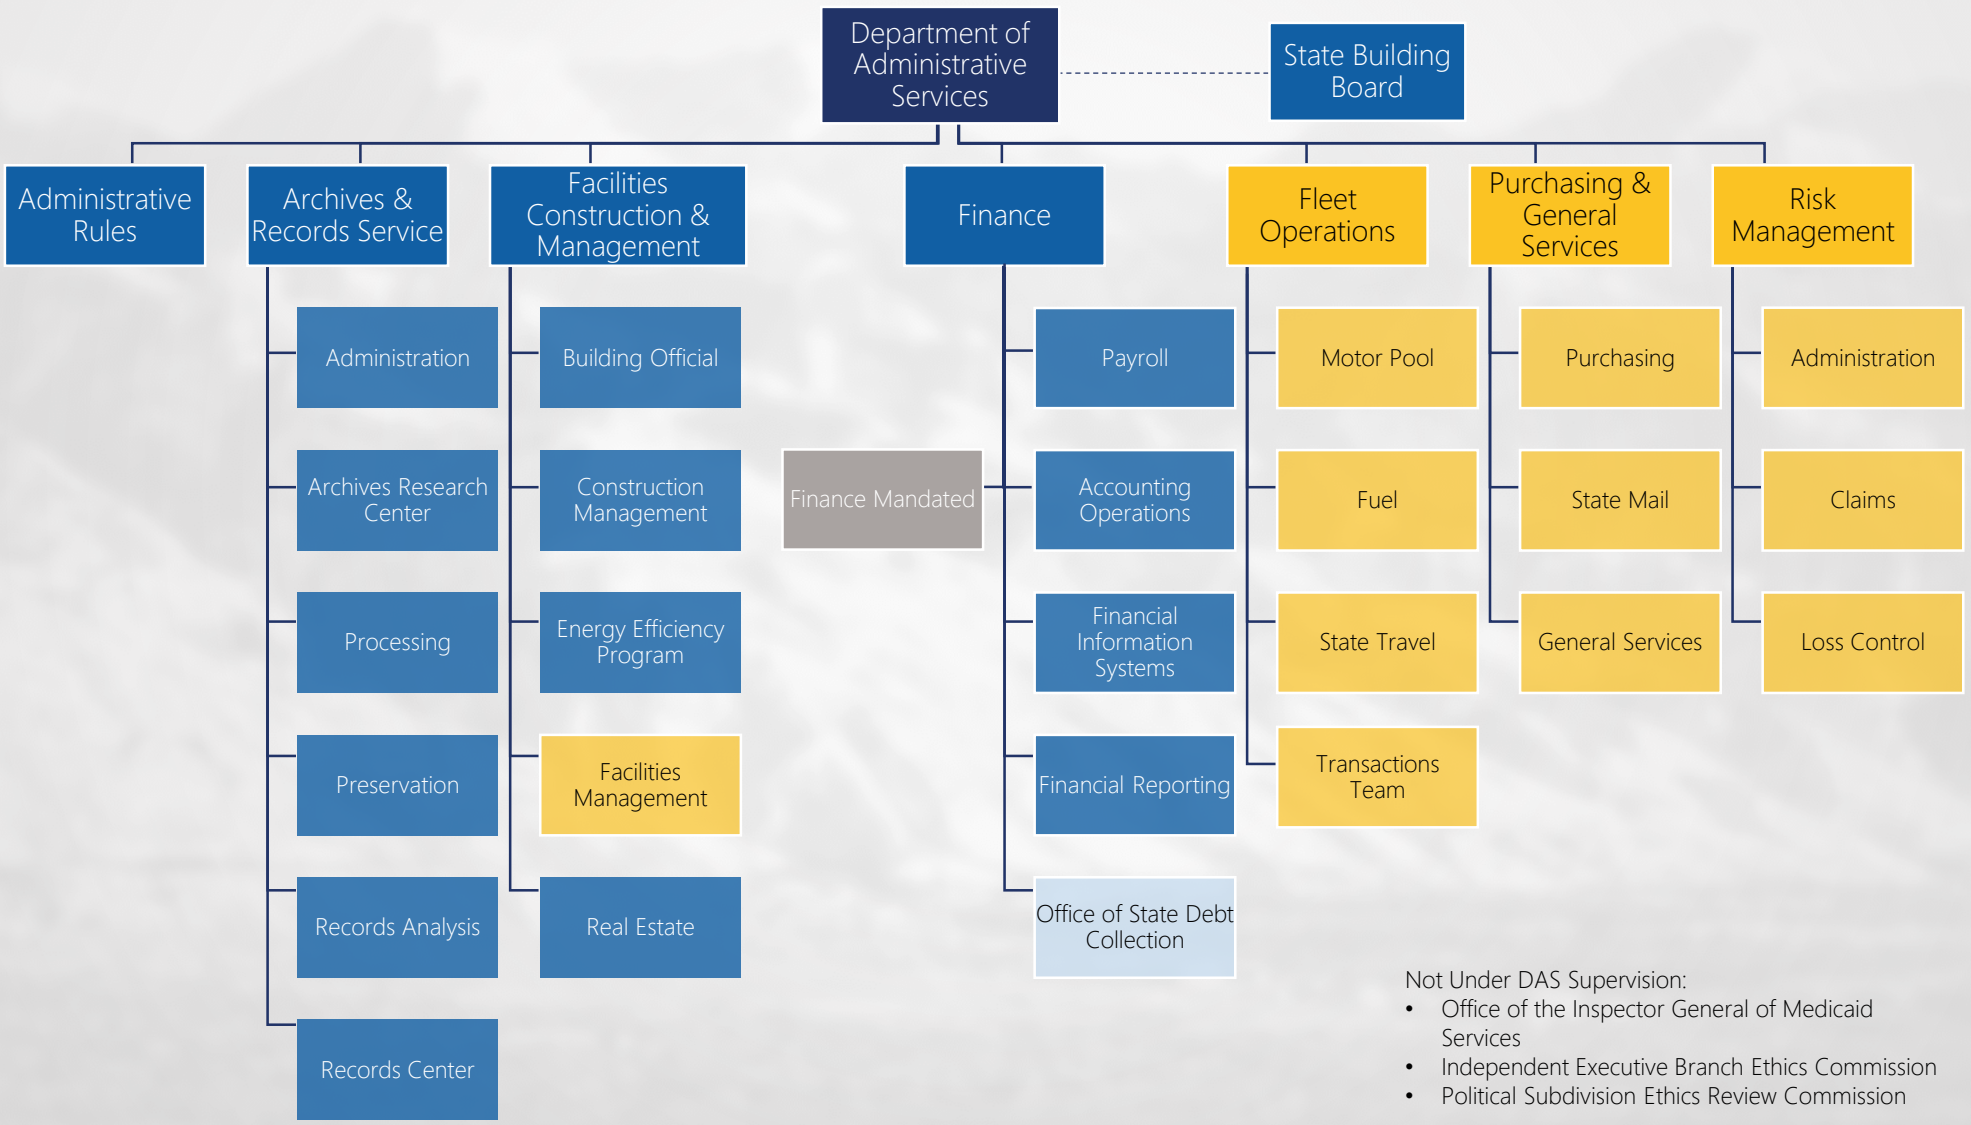 Department of
Administrative
Services
State Building
Board
Administrative
Rules
Archives &
Records Service
Facilities
Construction &
Management
Finance
Fleet
Operations
Purchasing &
General
Services
Risk
Management
Administration
Archives Research
Center
Processing
Preservation
Records Analysis
Records Center
Building Official
Construction
Management
Energy Efficiency
Program
Facilities
Management
Real Estate
Finance Mandated
Payroll
Accounting
Operations
Financial
Information
Systems
Financial Reporting
Office of State Debt
Collection
Motor Pool
Fuel
State Travel
Transactions
Team
Purchasing
State Mail
General Services
Administration
Claims
Loss Control
Not Under DAS Supervision:
• Office of the Inspector General of Medicaid
Services
• Independent Executive Branch Ethics Commission
• Political Subdivision Ethics Review Commission